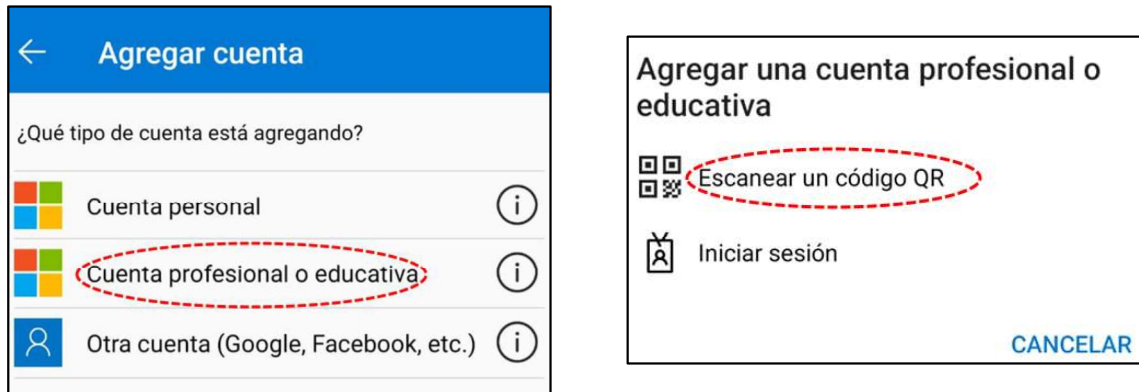 Agregar cuenta
¿Qué tipo de cuenta está agregando?
Cuenta personal
Cuenta profesional o educativa
Otra cuenta (Google, Facebook, etc.)
Agregar una cuenta profesional o
educativa
Escanear un código QR
Iniciar sesión
CANCELAR